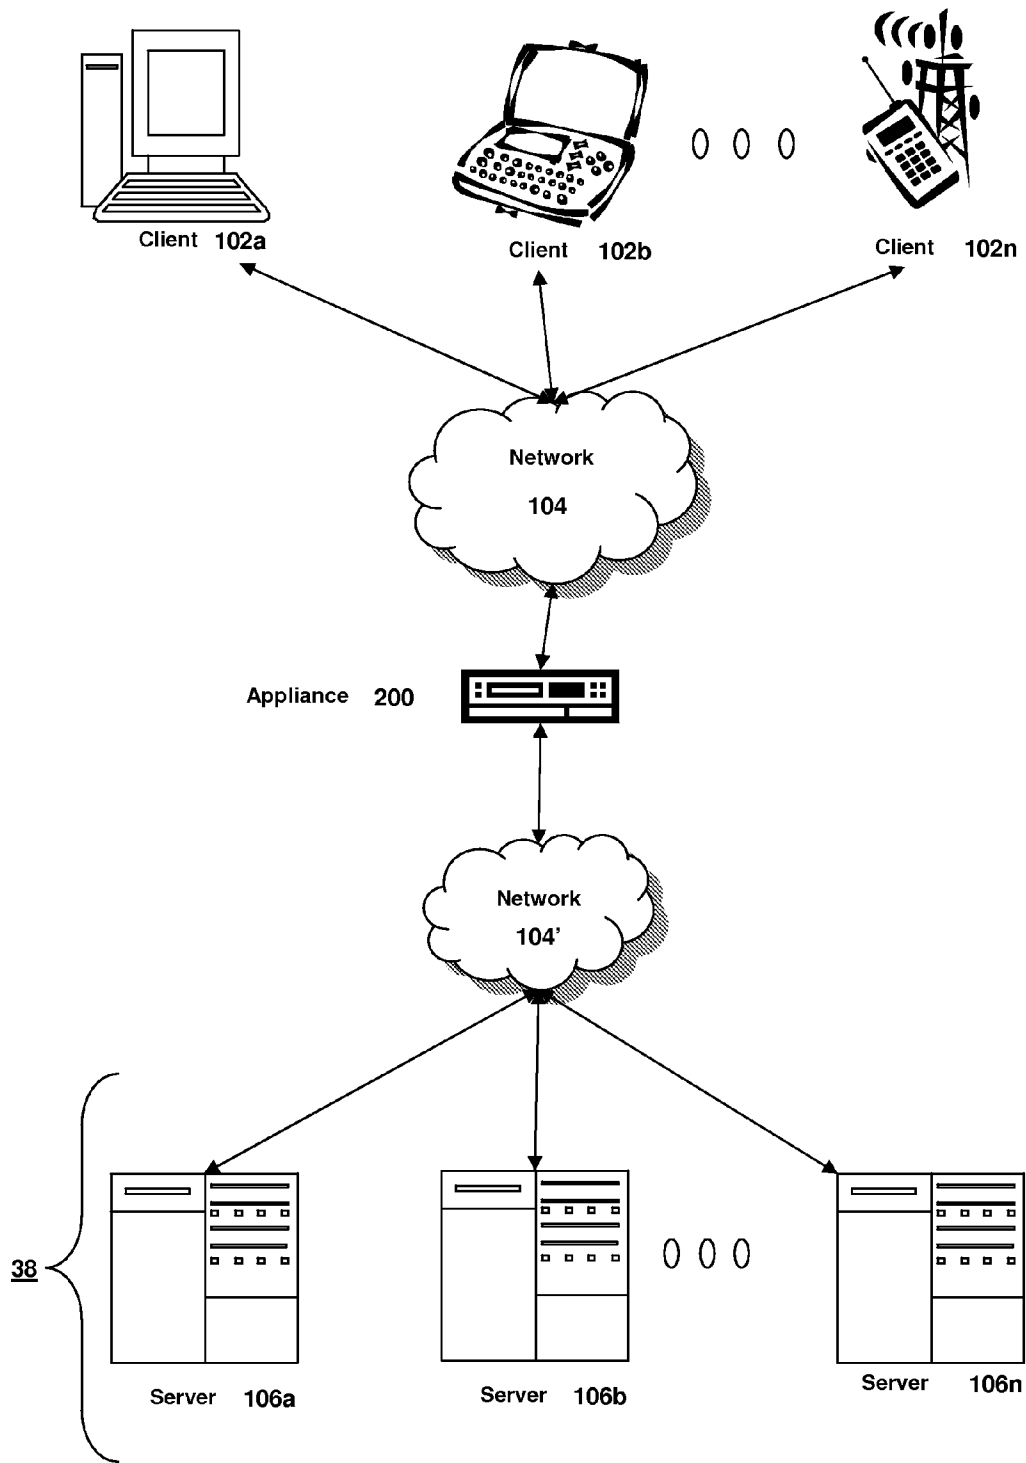 Client 102a
Client 102b
Client 102n
Network
104
Appliance 200
Network
104'
38
Server 106a
Server 106b
Server 106n